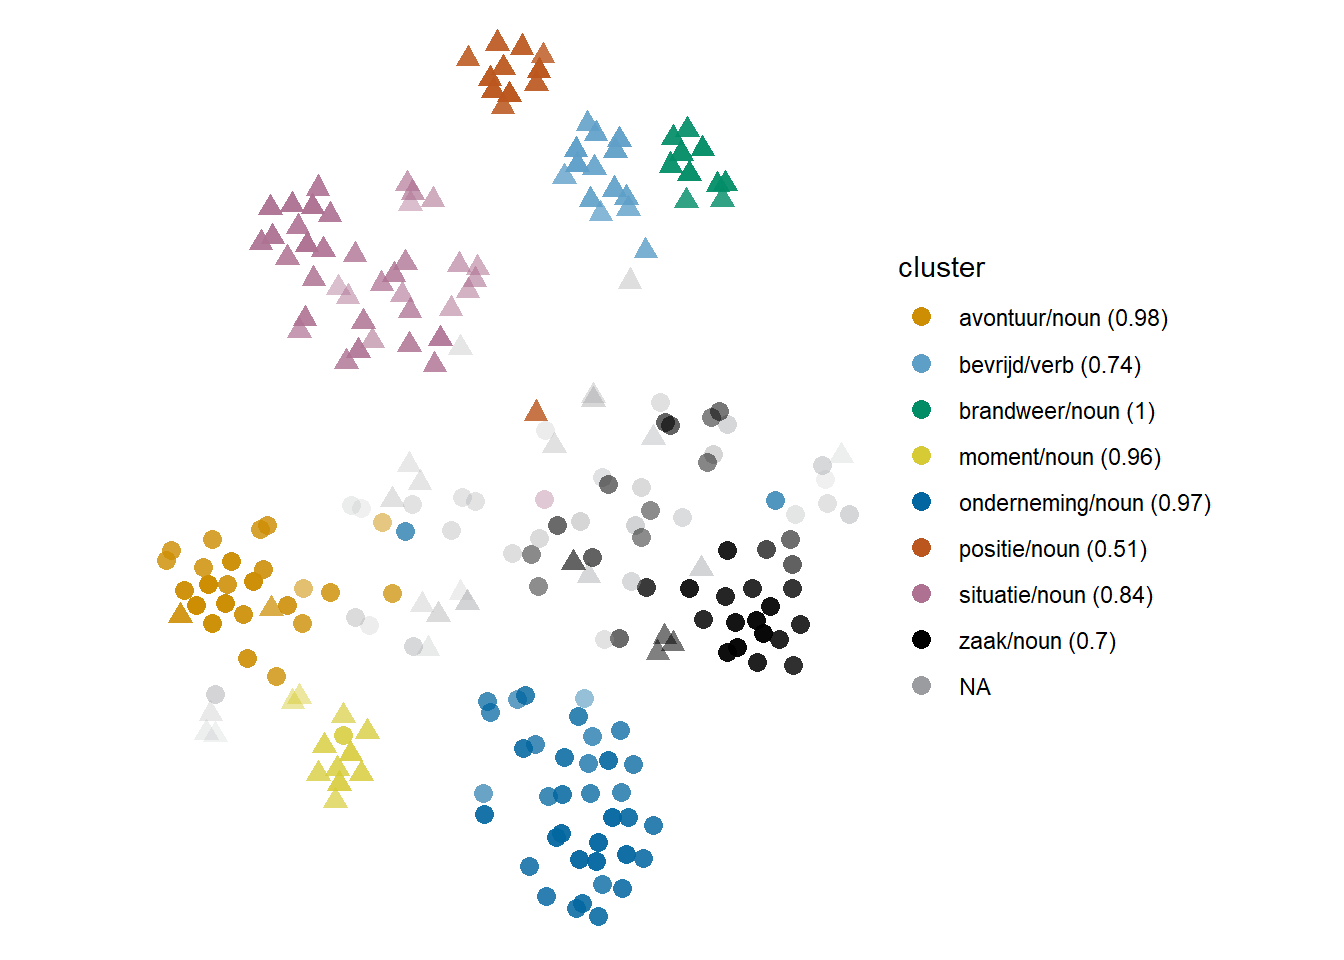 cluster
avontuur/noun (0.98)
bevrijd/verb (0.74)
brandweer/noun (1)
moment/noun (0.96)
onderneming/noun (0.97)
positie/noun (0.51)
situatie/noun (0.84)
zaak/noun (0.7)
NA